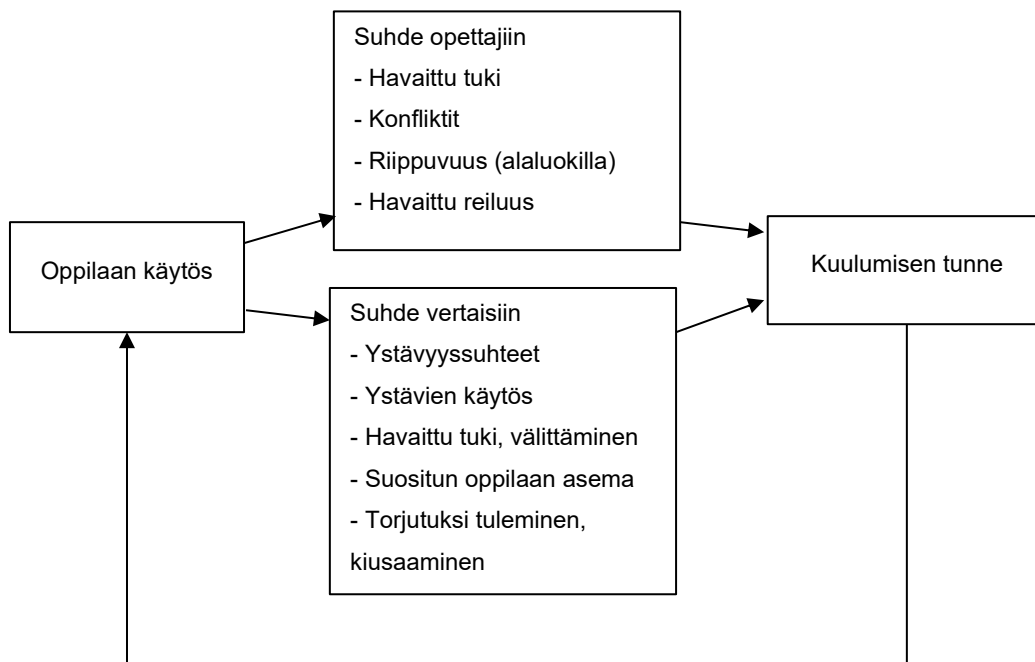 Suhde opettajiin
- Havaittu tuki
- Konfliktit
- Riippuvuus (alaluokilla)
- Havaittu reiluus
Oppilaan käytös
Kuulumisen tunne
Suhde vertaisiin
- Ystävyyssuhteet
- Ystävien käytös
- Havaittu tuki, välittäminen
- Suositun oppilaan asema
- Torjutuksi tuleminen,
kiusaaminen